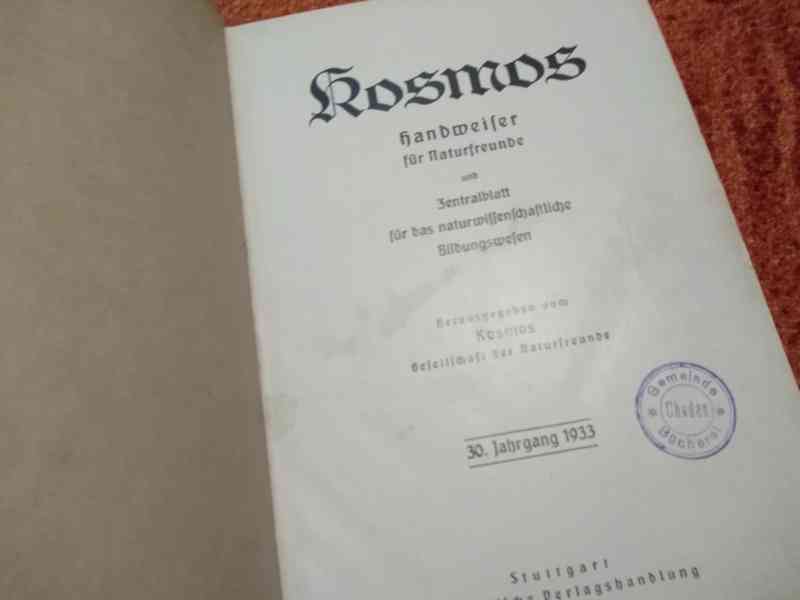 Kosmos
Handweiſer
für Naturfreunde
und
Zentralblatt
für das naturwiſſenſchaftliche
Bildungsweſen
Herausgegeben vom
Kosmos
Geſellſchaft der Naturfreunde
30. Jahrgang 1933
Gemeinde
Bücherei
Stuttgart
Verlagshandlung